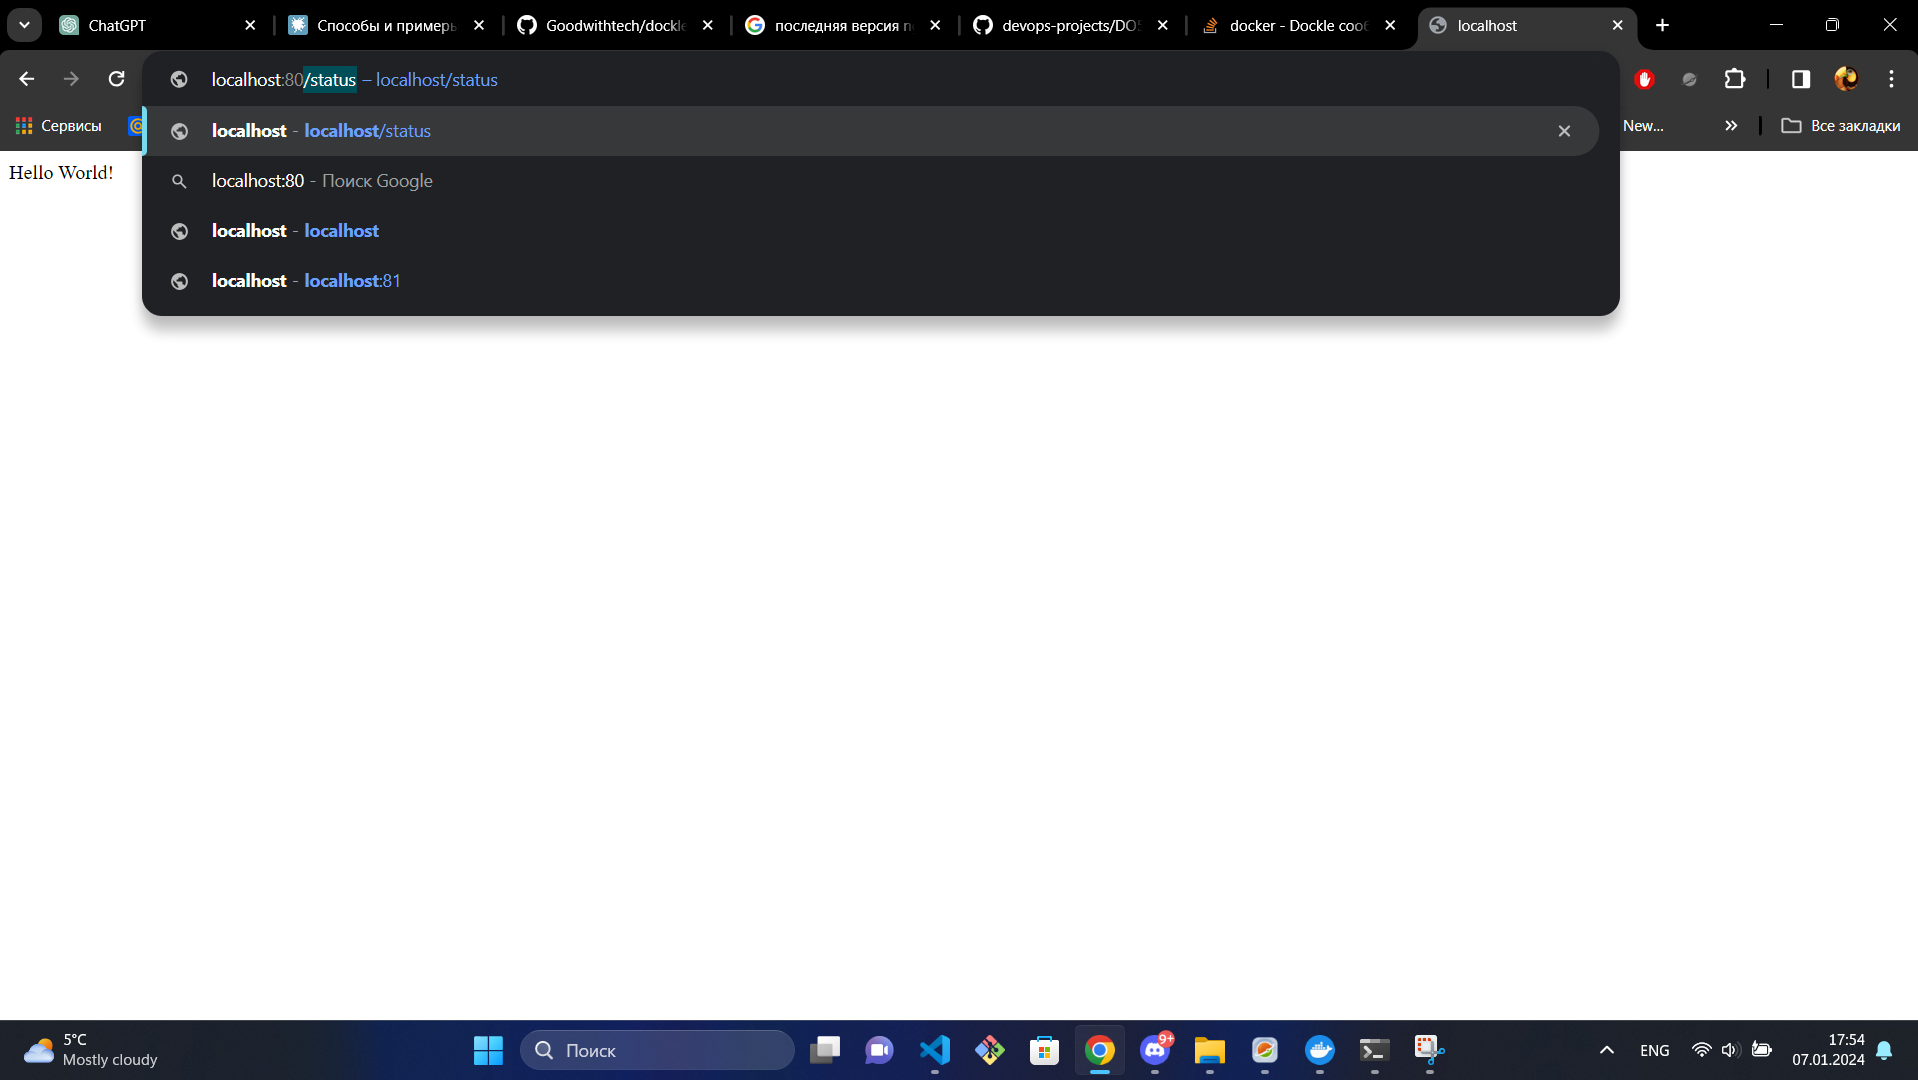 ChatGPT
Способы и примеры
Goodwithtech/dockle
последняя версия
devops-projects/DO5
docker - Dockle сооб
localhost
localhost:80/status – localhost/status
Сервисы
localhost - localhost/status
New...
Все закладки
Hello World!
localhost:80 - Поиск Google
localhost - localhost
localhost - localhost:81
5°C
Mostly cloudy
Поиск
9+
ENG
17:54
07.01.2024